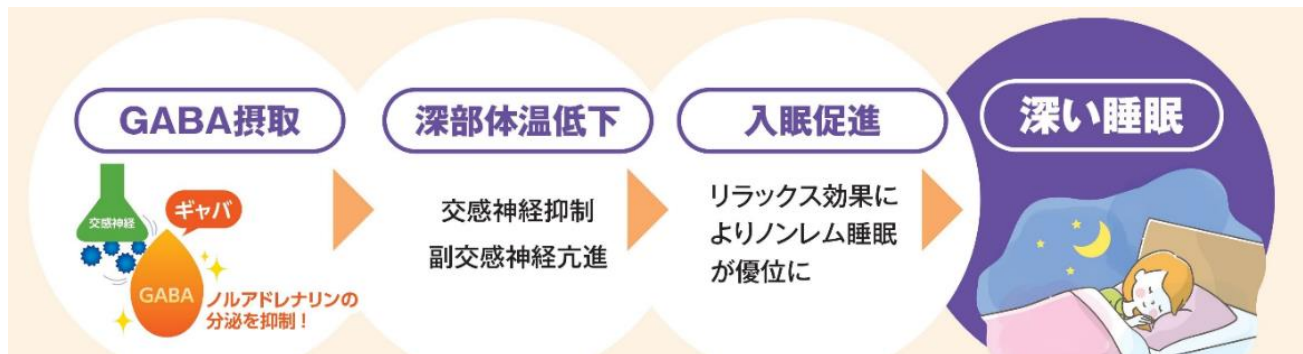 GABA摂取
交感神経
ギャバ
GABA
ノルアドレナリンの
分泌を抑制！
深部体温低下
交感神経抑制
副交感神経亢進
入眠促進
リラックス効果に
よりノンレム睡眠
が優位に
深い睡眠